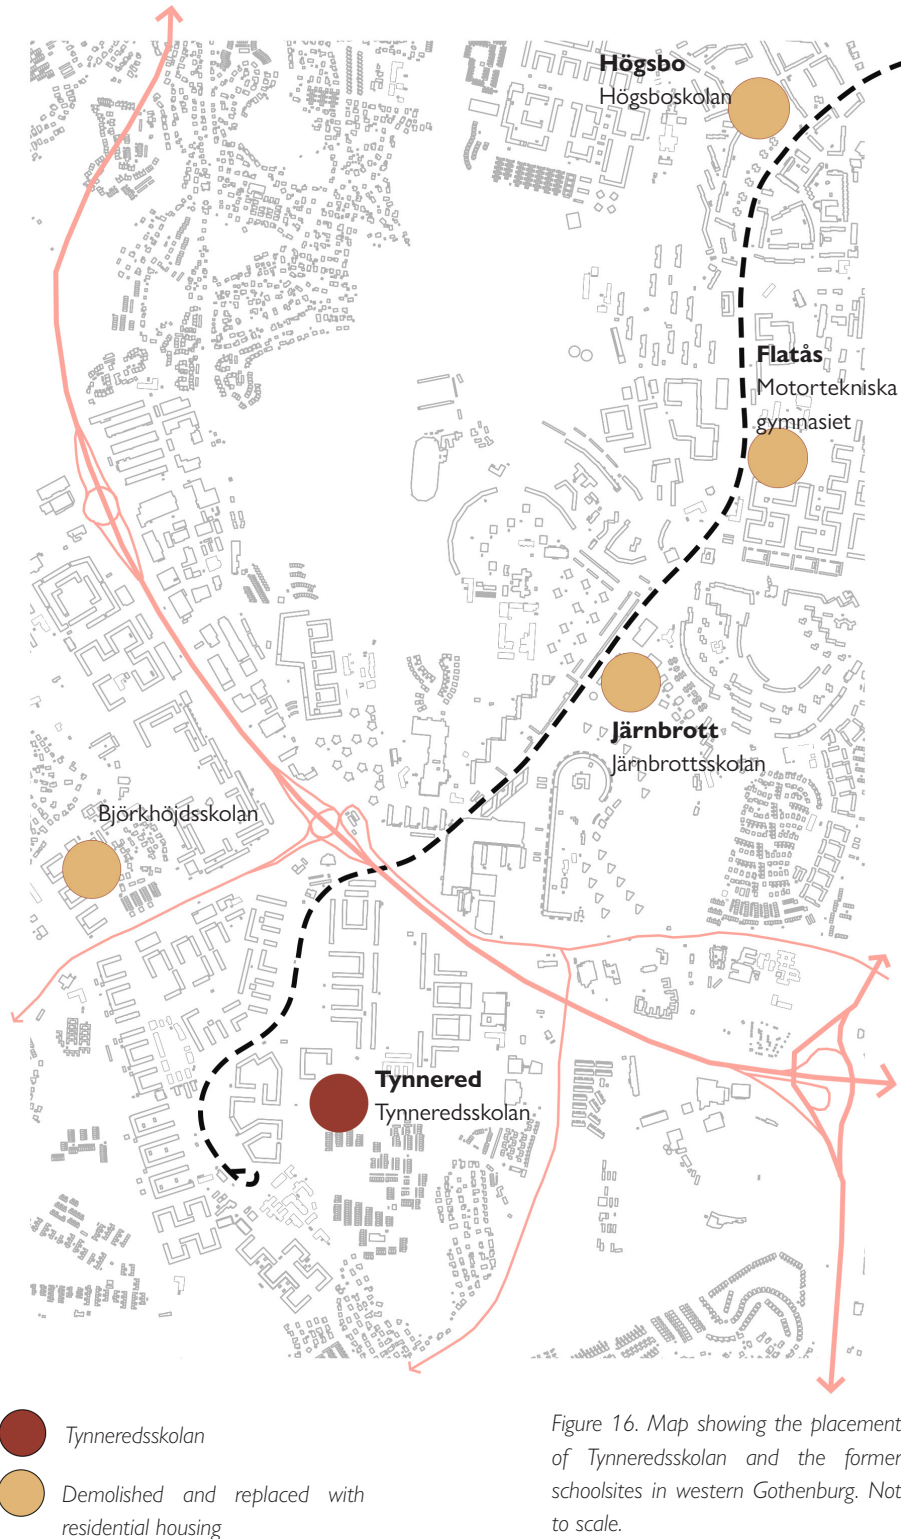 Högsbo
Högsboskolan
Flatås
Motortekniska
gymnasiet
Järnbrott
Järnbrottsskolan
Björkhöjdsskolan
Tynnered
Tynneredsskolan
Tynneredsskolan
Demolished and replaced with
residential housing
Figure 16. Map showing the placement
of Tynneredsskolan and the former
schoolsites in western Gothenburg. Not
to scale.